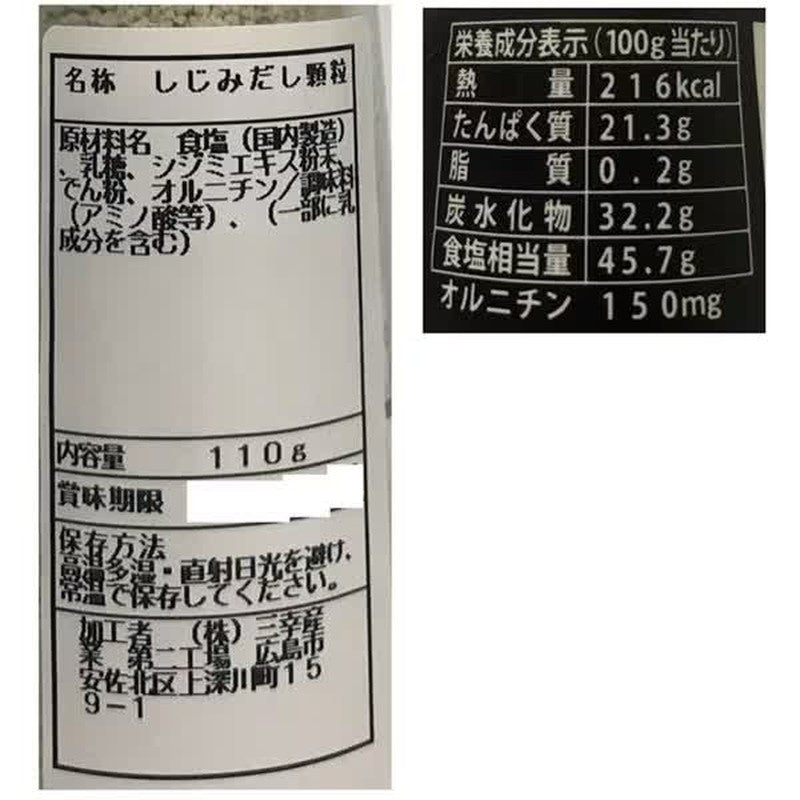 名称 しじみだし顆粒
原材料名 食塩（国内製造）
、乳糖、シジミエキス粉末、
でん粉、オルニチン／調味料
（アミノ酸等）、（一部に乳
成分を含む）
内容量 110g
賞味期限
保存方法
高温多湿・直射日光を避け、
常温で保存してください。
加工者 （株）三幸産
業 第二工場 広島市
安佐北区上深川町15
9－1
栄養成分表示(100g当たり)
熱量 216kcal
たんぱく質 21.3g
脂質 0.2g
炭水化物 32.2g
食塩相当量 45.7g
オルニチン 150mg